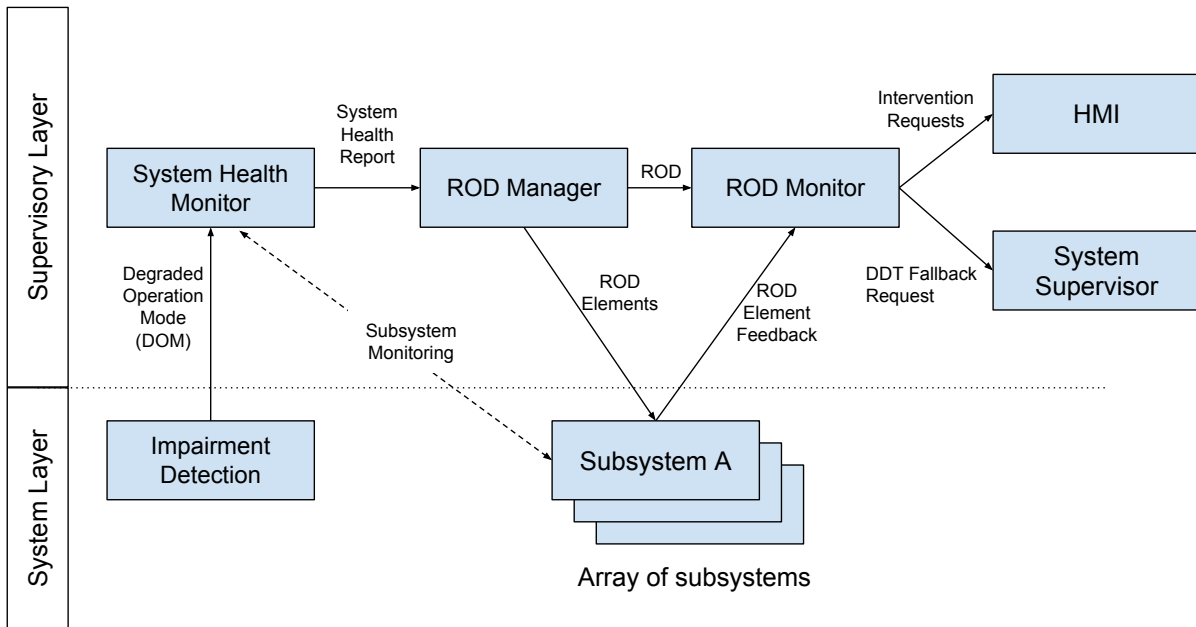 Supervisory Layer
System Layer
System Health
Monitor
System
Health
Report
ROD Manager
ROD
ROD Monitor
Intervention
Requests
HMI
DDT Fallback
Request
System
Supervisor
Degraded
Operation
Mode
(DOM)
Subsystem
Monitoring
ROD
Elements
ROD
Element
Feedback
Impairment
Detection
Subsystem A
Array of subsystems